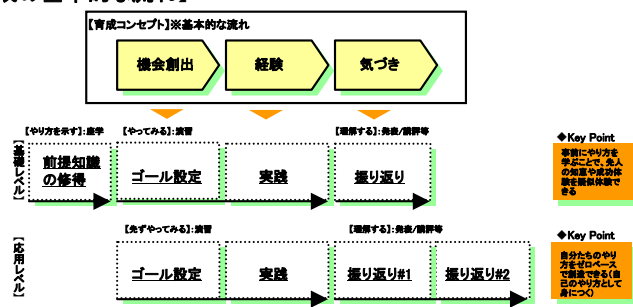 【育成コンセプト】※基本的な流れ
機会創出
経験
気づき
【やり方を示す】:座学
【やってみる】:演習
【理解する】:発表/講評等
【基礎レベル】
前提知識
の修得
ゴール設定
実践
振り返り
◆Key Point
事前にやり方を
学ぶことで、先人
の知恵や成功体
験を疑似体験で
きる
【先ずやってみる】:演習
【理解する】:発表/講評等
【応用レベル】
ゴール設定
実践
振り返り#1
振り返り#2
◆Key Point
自分たちのやり
方をゼロベース
で創造できる(自
己のやり方として
身につく)